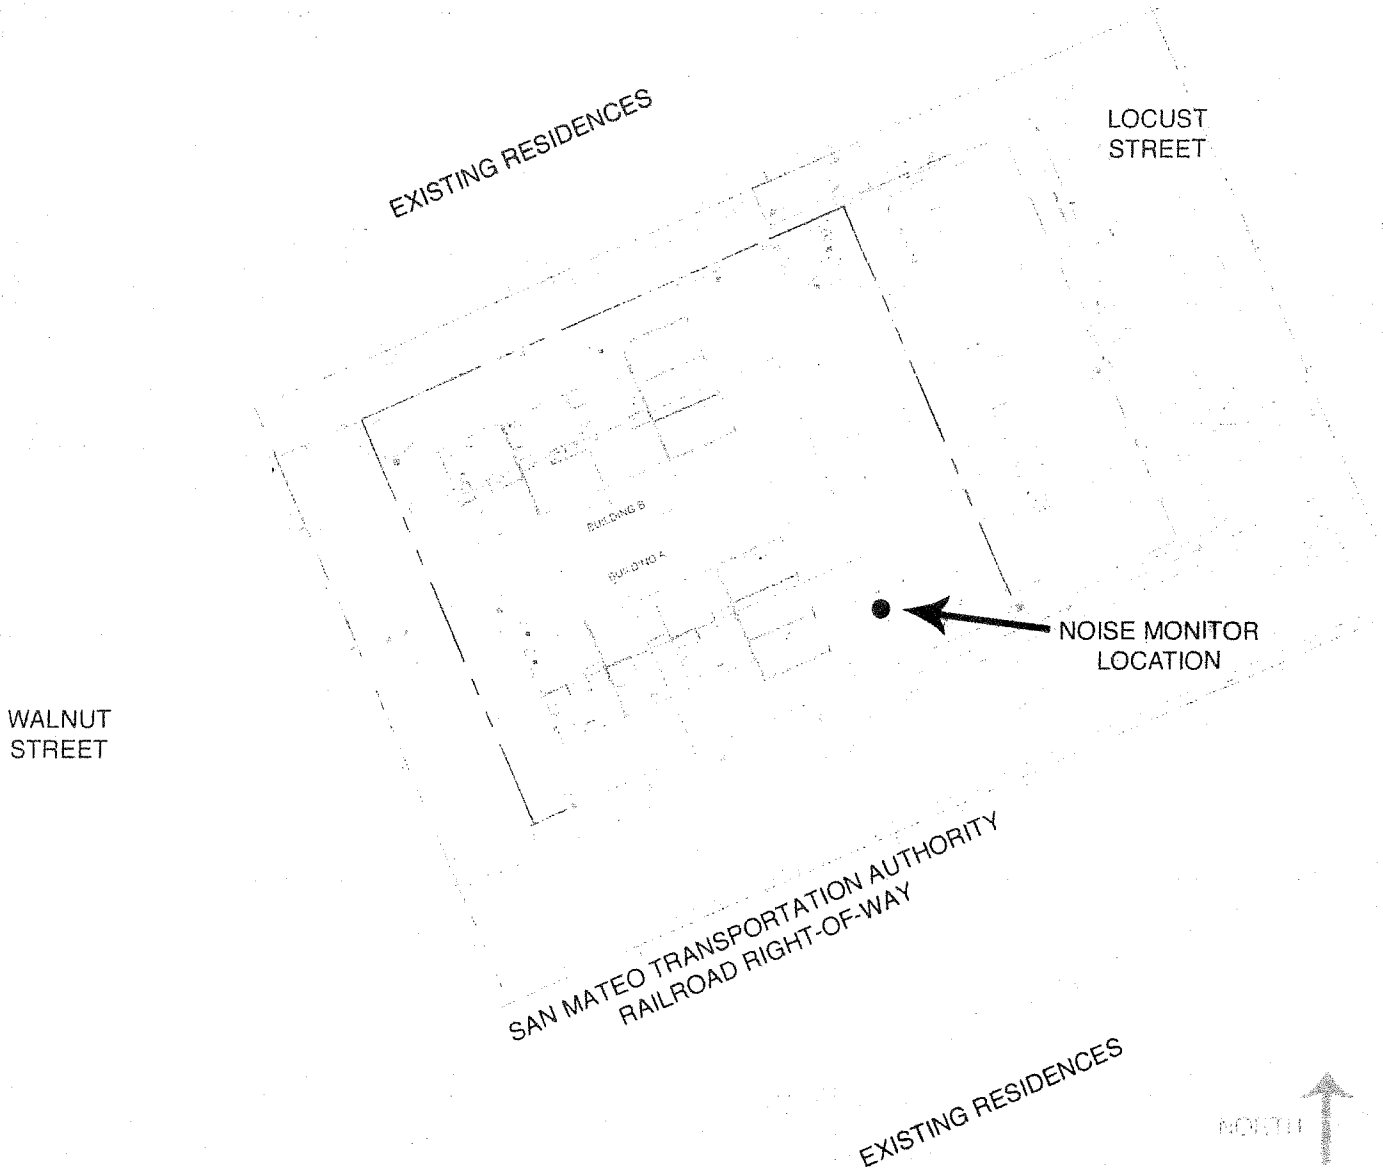 EXISTING RESIDENCES
LOCUST
STREET
BUILDING B
BUILDING A
NOISE MONITOR
LOCATION
WALNUT
STREET
SAN MATEO TRANSPORTATION AUTHORITY
RAILROAD RIGHT-OF-WAY
EXISTING RESIDENCES
NORTH